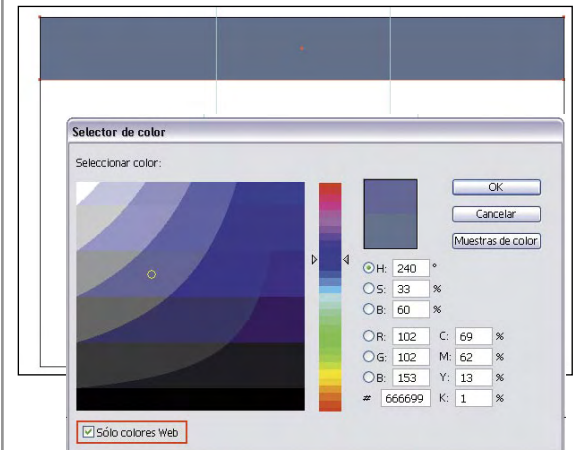 Selector de color
Seleccionar color:
OK
Cancelar
Muestras de color
H: 240 °
S: 33 %
B: 60 %
R: 102 C: 69 %
G: 102 M: 62 %
B: 153 Y: 13 %
# 666699 K: 1 %
Sólo colores Web